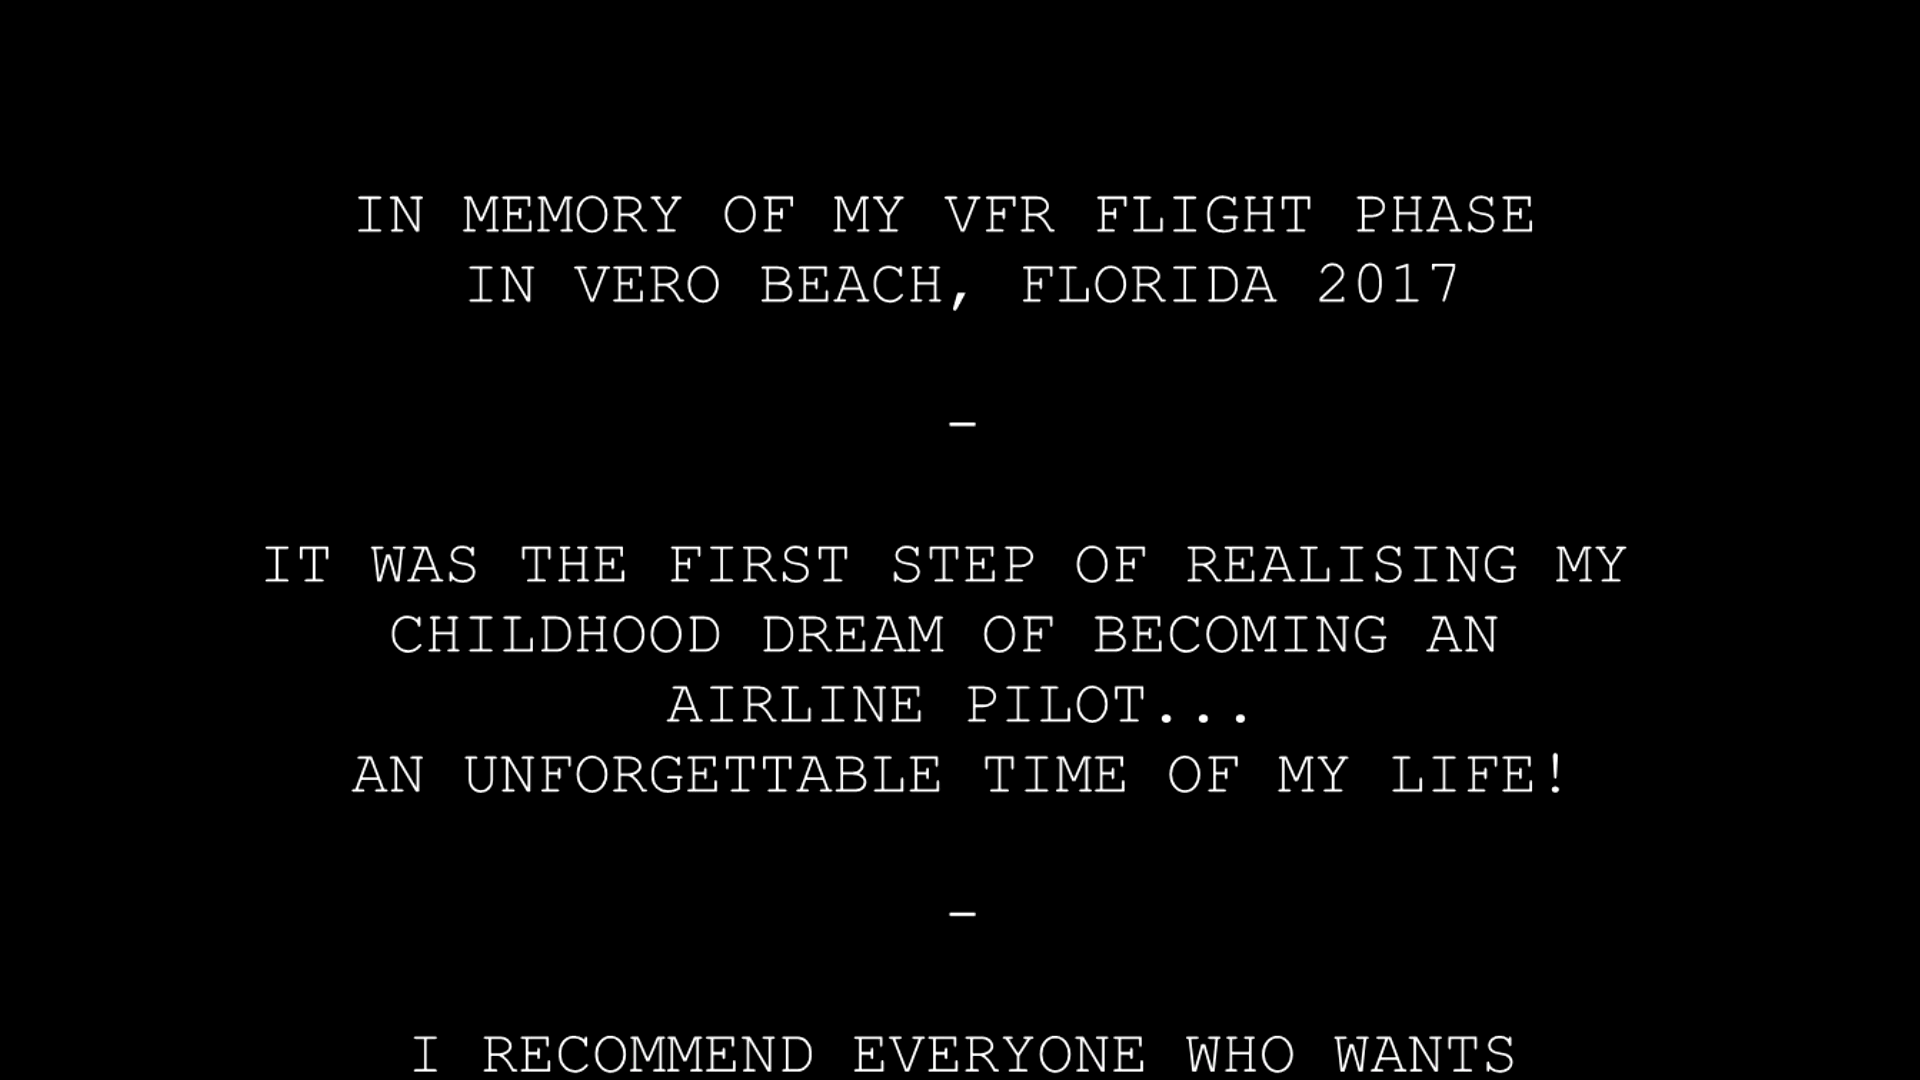 IN MEMORY OF MY VFR FLIGHT PHASE
IN VERO BEACH, FLORIDA 2017
-
IT WAS THE FIRST STEP OF REALISING MY
CHILDHOOD DREAM OF BECOMING AN
AIRLINE PILOT...
AN UNFORGETTABLE TIME OF MY LIFE!
-
I RECOMMEND EVERYONE WHO WANTS